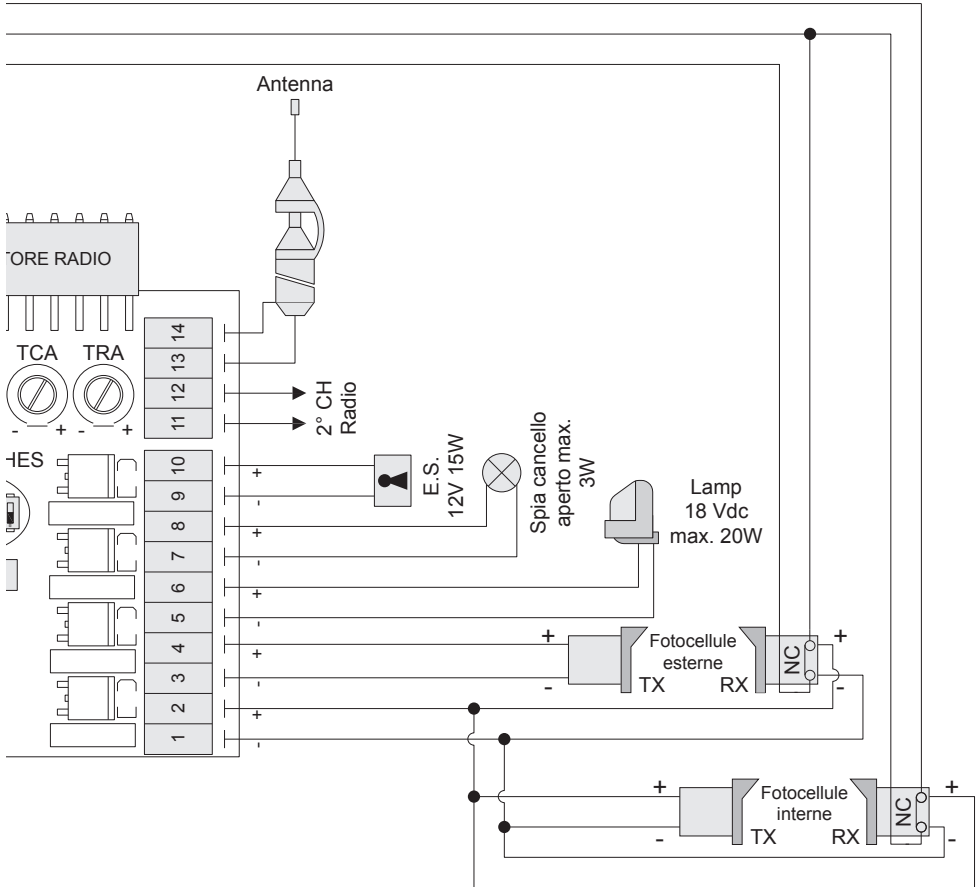 Antenna
TORE RADIO
TCA
TRA
- + - +
HES
14
13
12
11
10
9
8
7
6
5
4
3
2
1
+
-
+
-
+
-
+
-
+
-
2° CH
Radio
E.S.
12V 15W
Spia cancello
aperto max.
3W
Lamp
18 Vdc
max. 20W
+
-
Fotocellule
esterne
TX RX
NC
+
-
+
-
Fotocellule
interne
TX RX
NC
+
-